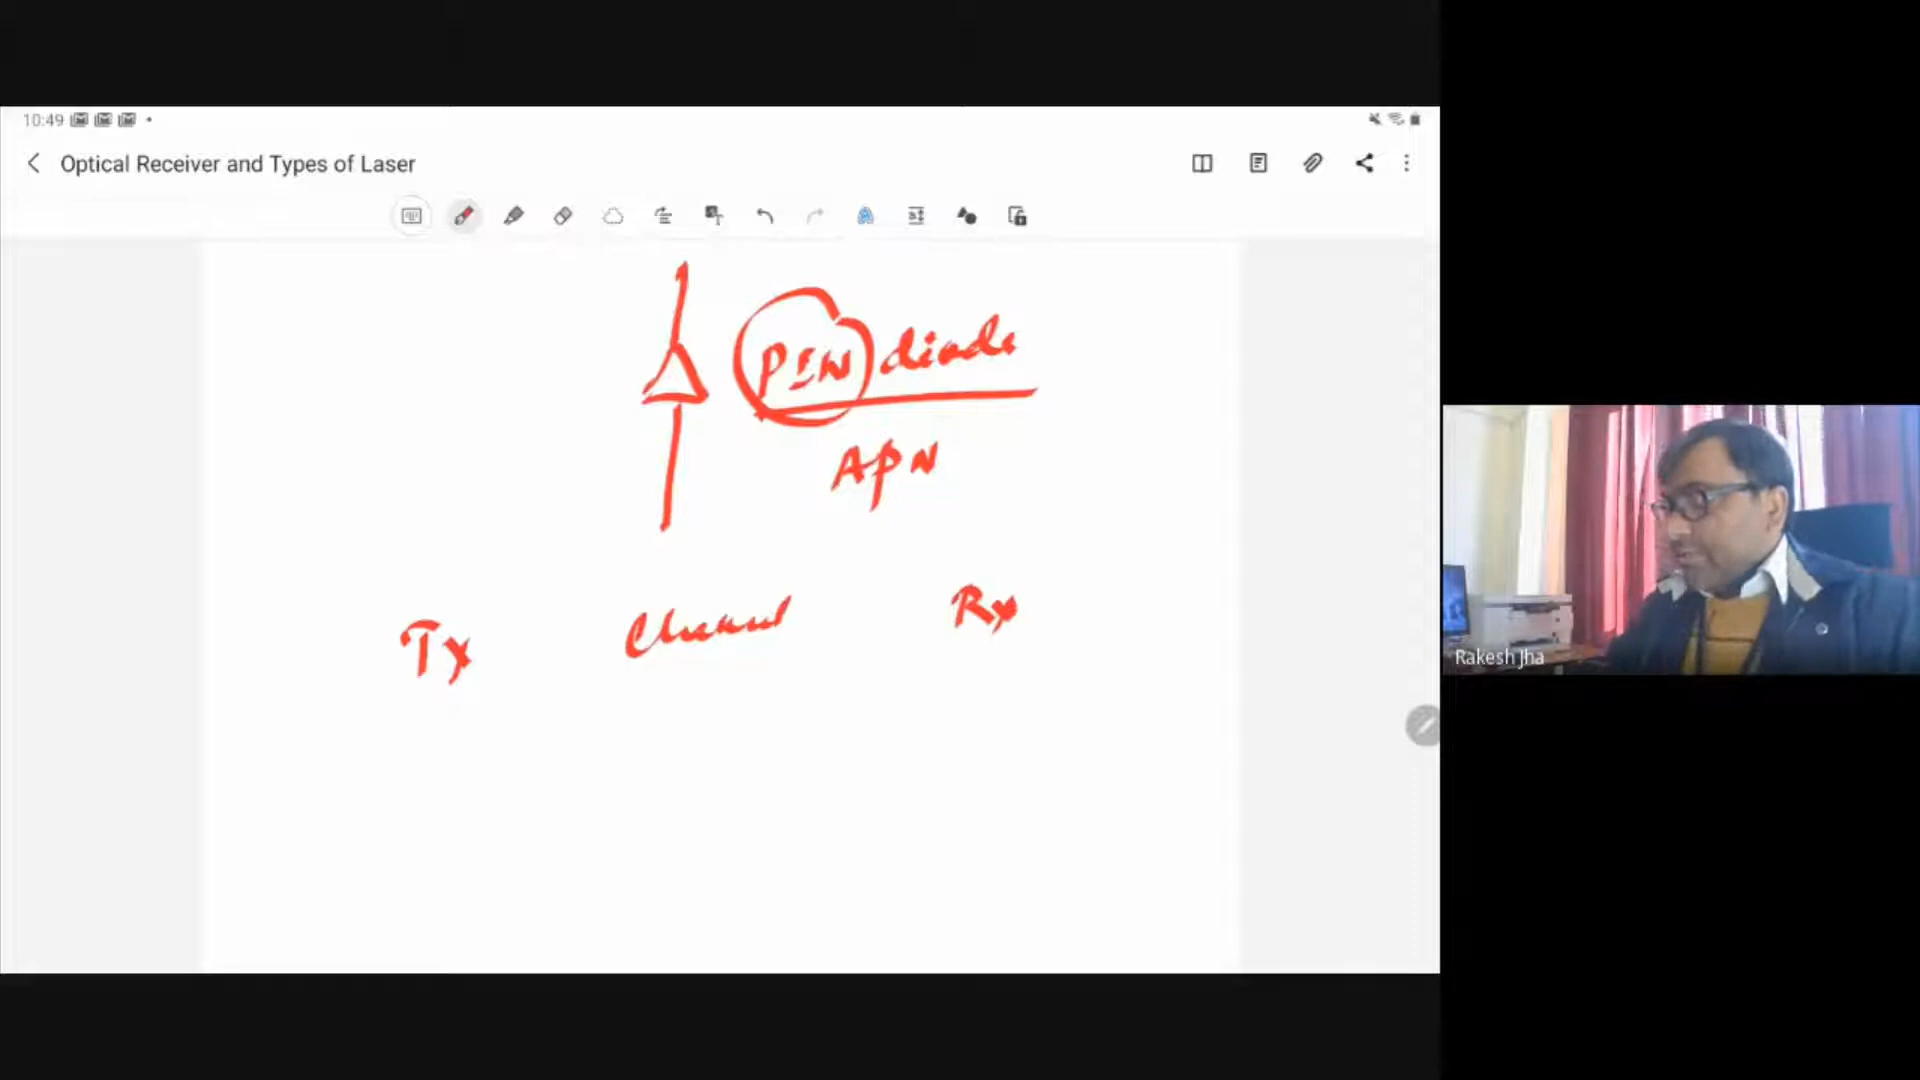 10:49
Optical Receiver and Types of Laser
PIN diode
APN
Tx Channel Rx
Rakesh Jha